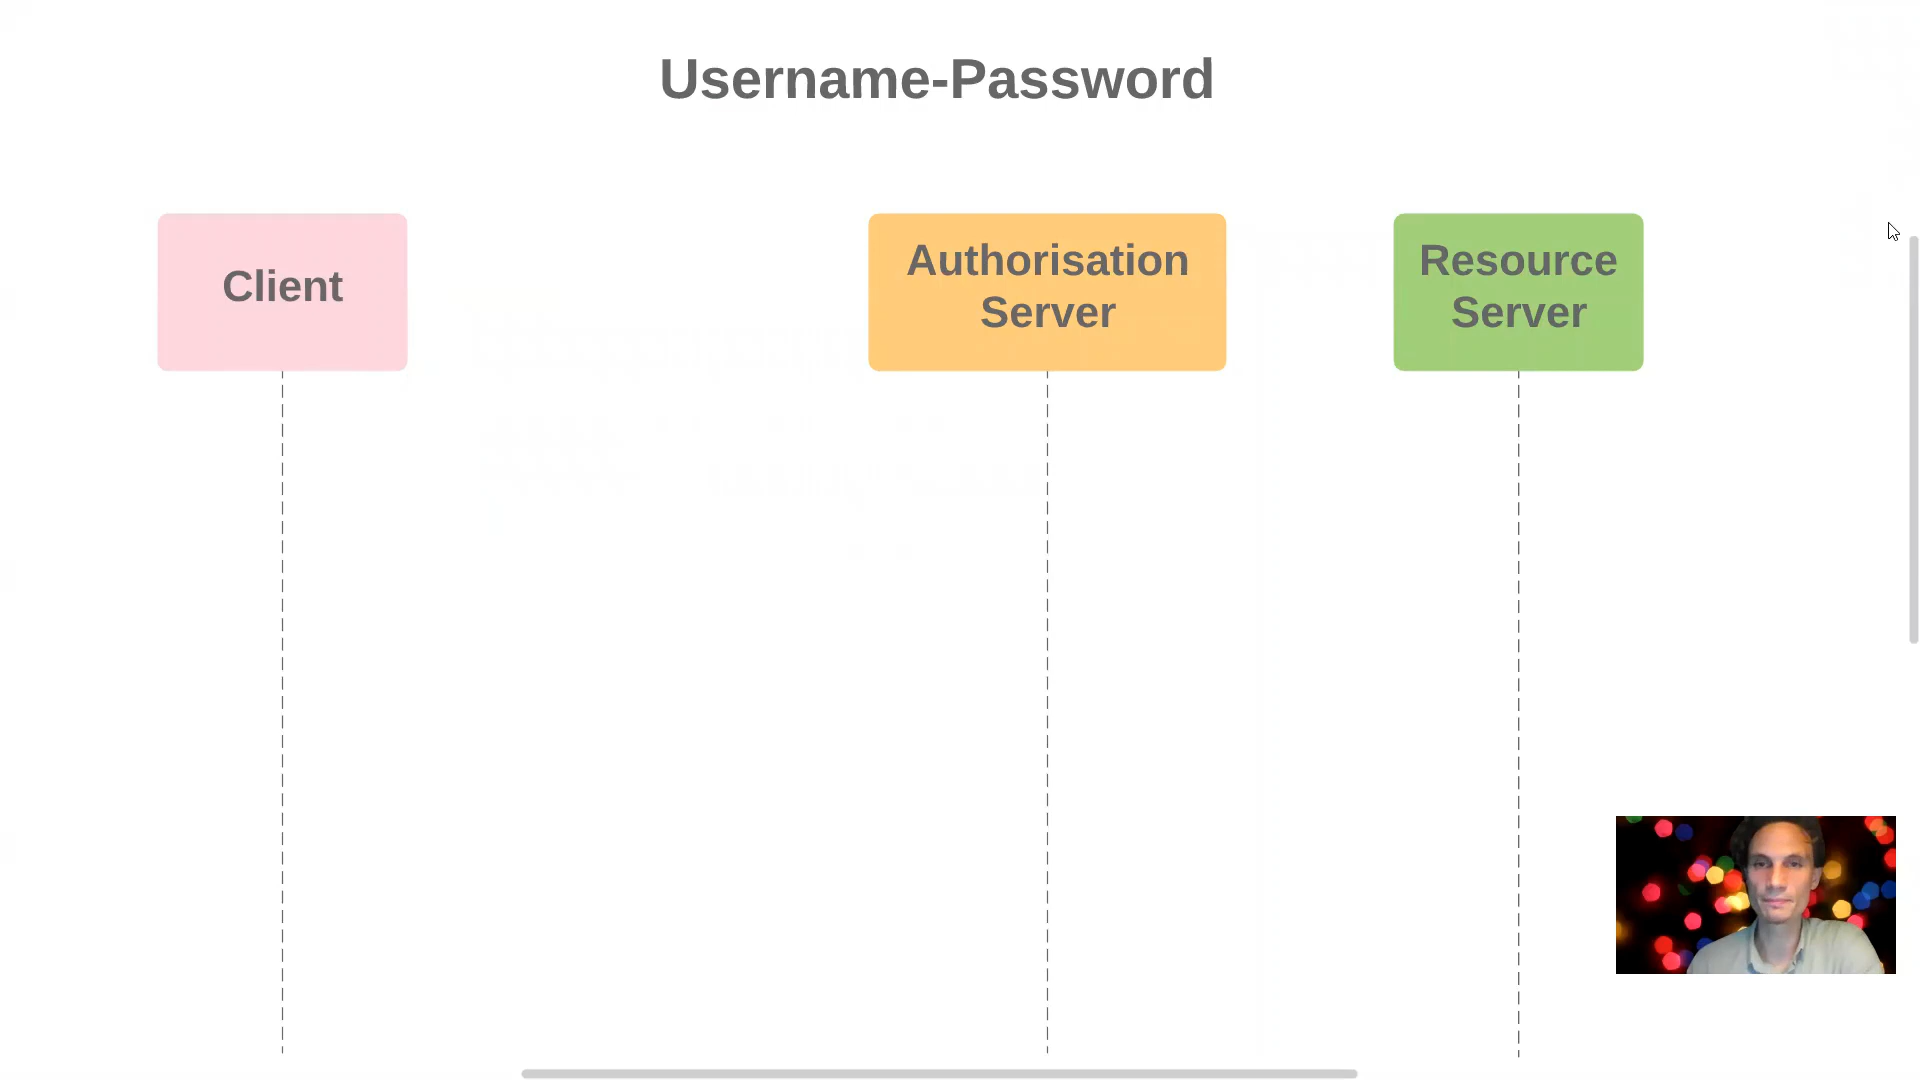 Username-Password
Client
Authorisation
Server
Resource
Server